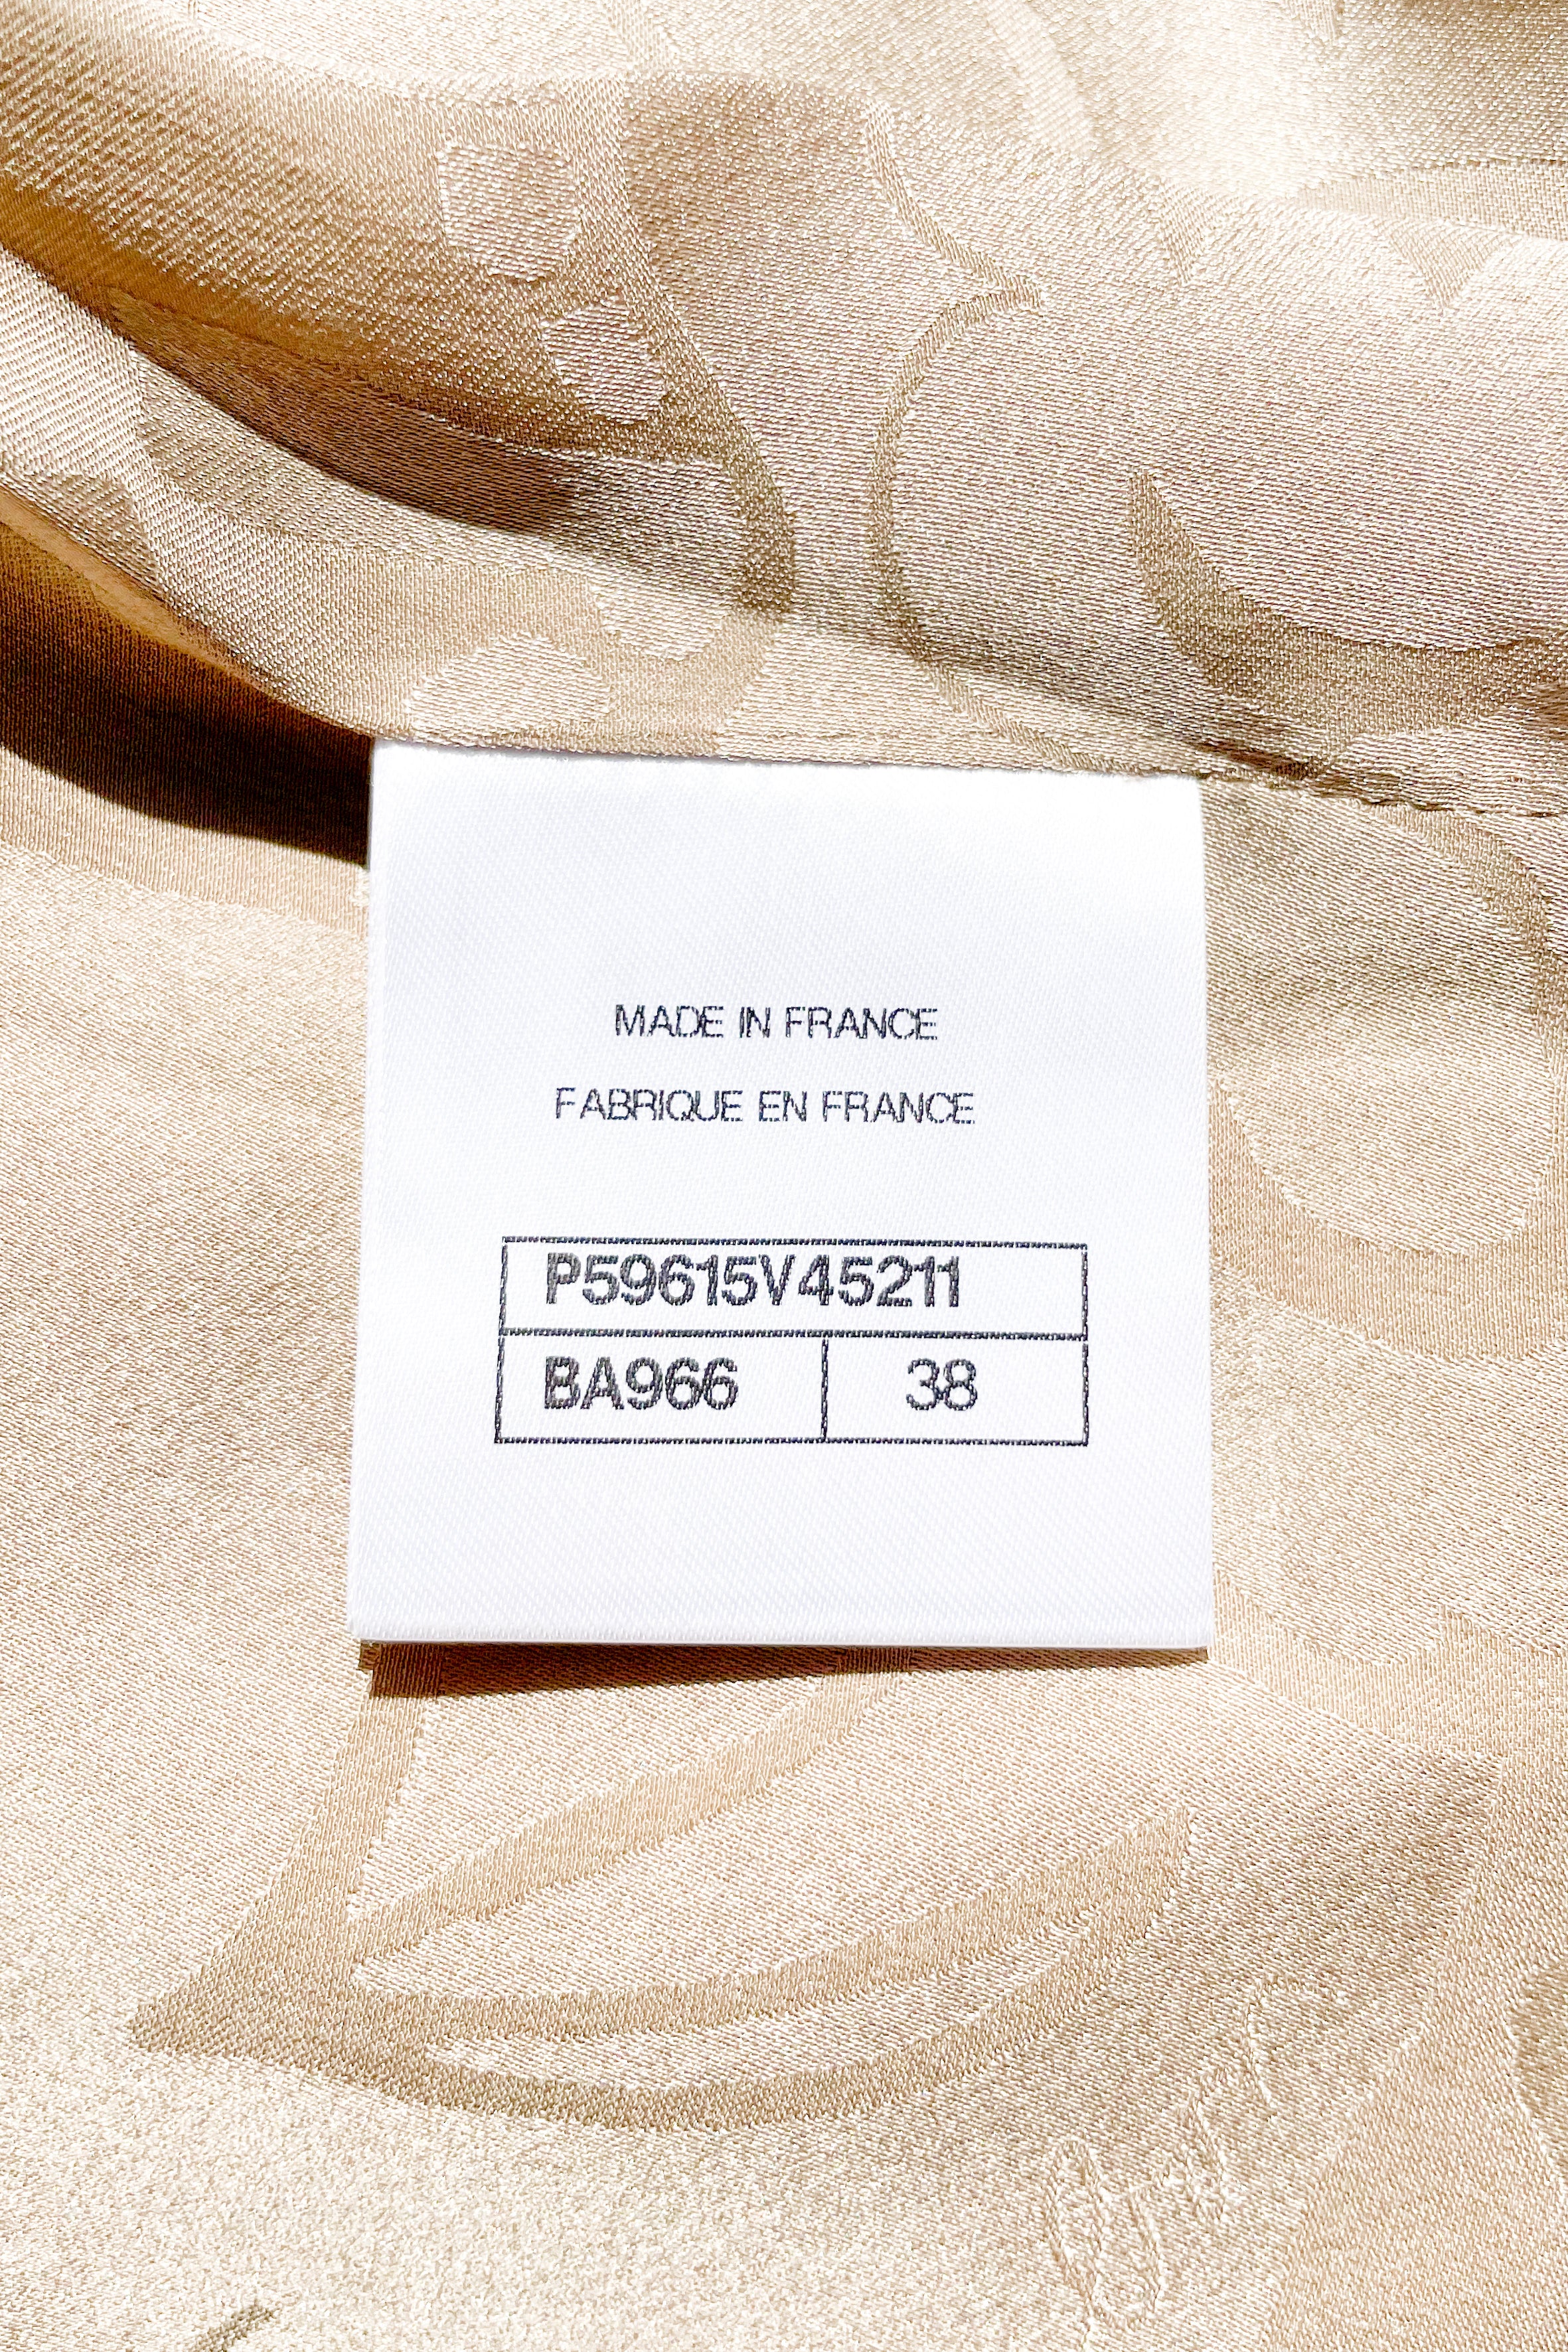 MADE IN FRANCE
FABRIQUE EN FRANCE
P59615V45211
BA966 38